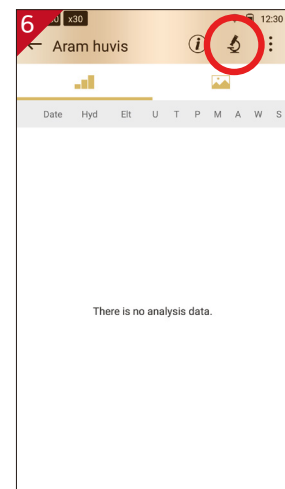 6
x30
12:30
Aram huvis
Date Hyd Elt U T P M A W S
There is no analysis data.